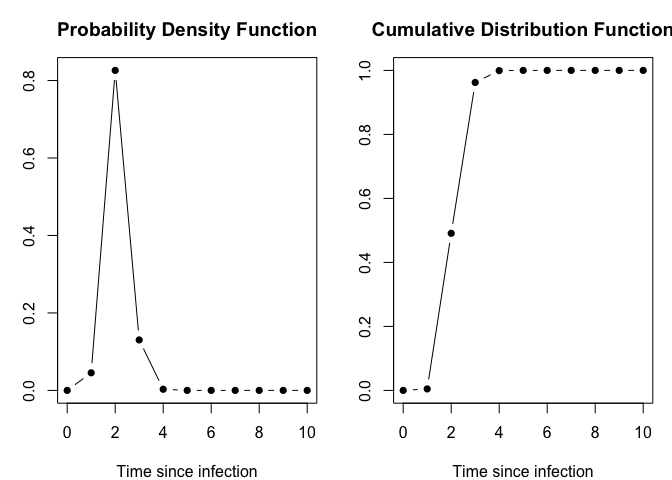 Probability Density Function
0.0 0.2 0.4 0.6 0.8
0 2 4 6 8 10
Time since infection
Cumulative Distribution Function
0.0 0.2 0.4 0.6 0.8 1.0
0 2 4 6 8 10
Time since infection